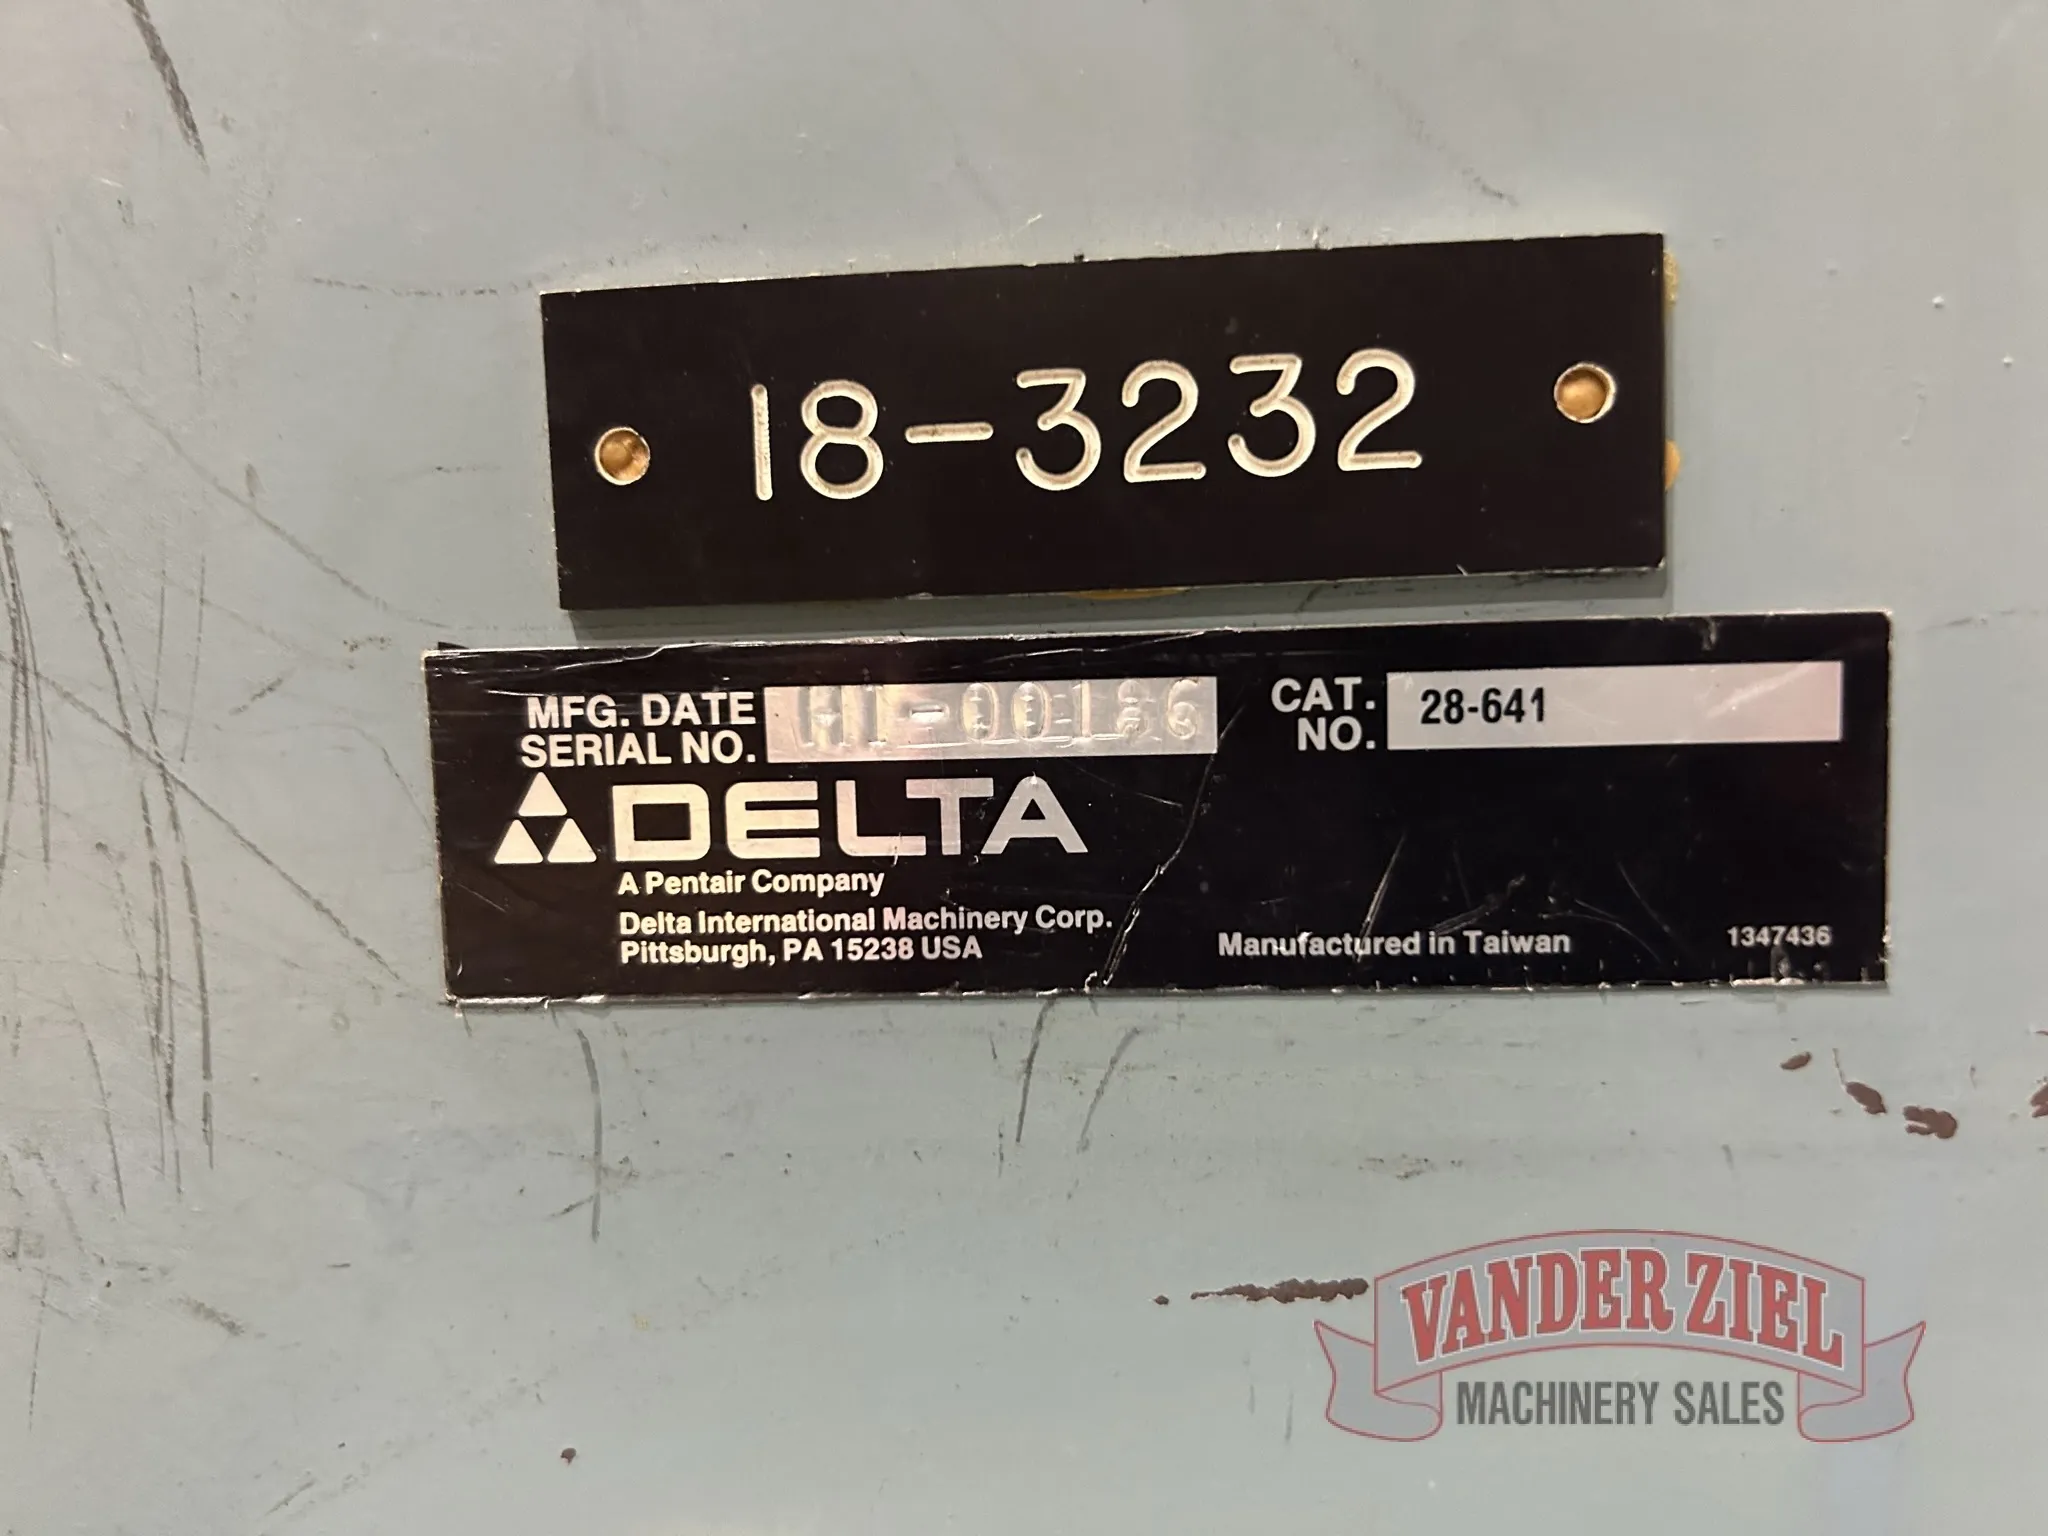 18-3232
MFG. DATE
SERIAL NO.
CAT.
NO.
28-641
DELTA
A Pentair Company
Delta International Machinery Corp.
Pittsburgh, PA 15238 USA
Manufactured in Taiwan
1347436
VANDER ZIEL
MACHINERY SALES